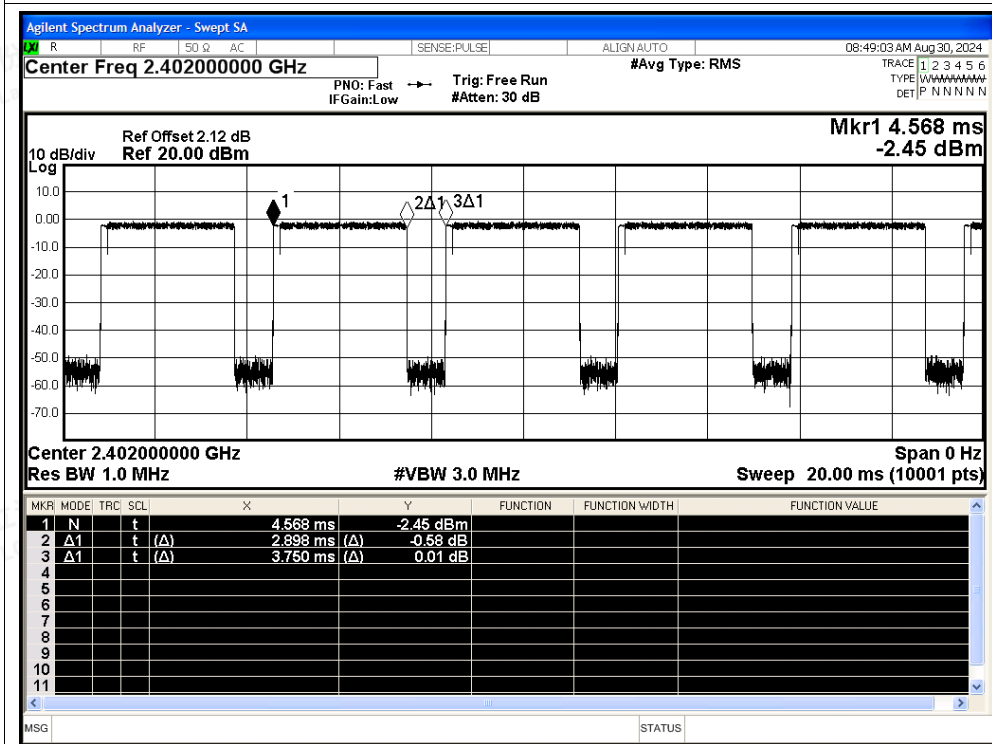 Agilent Spectrum Analyzer - Swept SA
LXI R RF 50 Ω AC SENSE:PULSE ALIGN AUTO 08:49:03 AM Aug 30, 2024
Center Freq 2.402000000 GHz
PNO: Fast
IFGain:Low
Trig: Free Run
#Atten: 30 dB
#Avg Type: RMS
TRACE 1 2 3 4 5 6
TYPE
DET P N N N N N
Ref Offset 2.12 dB
10 dB/div Ref 20.00 dBm
Log
Mkr1 4.568 ms
-2.45 dBm
10.0
0.00
-10.0
-20.0
-30.0
-40.0
-50.0
-60.0
-70.0
1
2Δ1
3Δ1
Center 2.402000000 GHz Span 0 Hz
Res BW 1.0 MHz #VBW 3.0 MHz Sweep 20.00 ms (10001 pts)
MKR MODE TRC SCL X Y FUNCTION FUNCTION WIDTH FUNCTION VALUE
1 N t 4.568 ms -2.45 dBm
2 Δ1 t (Δ) 2.898 ms (Δ) -0.58 dB
3 Δ1 t (Δ) 3.750 ms (Δ) 0.01 dB
4
5
6
7
8
9
10
11
MSG STATUS